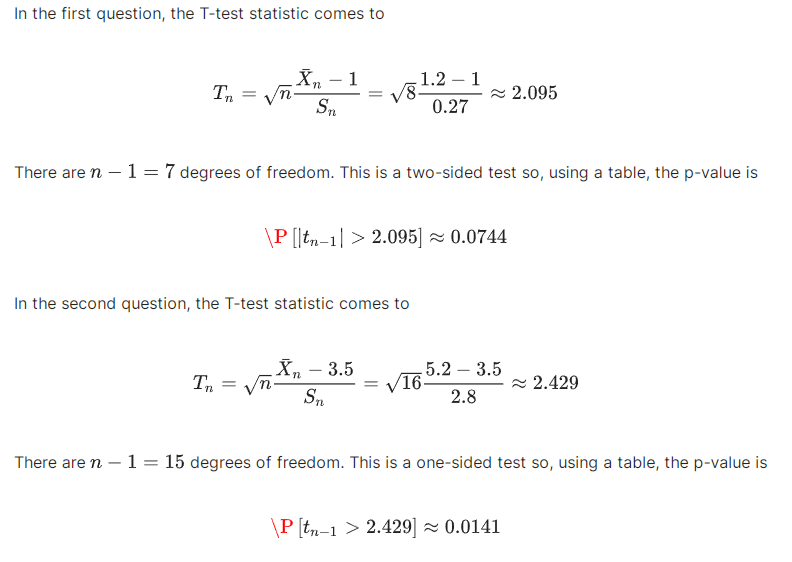 In the first question, the T-test statistic comes to
$T_n = \sqrt{n}\frac{\bar{X}_n - 1}{S_n} = \sqrt{8}\frac{1.2 - 1}{0.27} \approx 2.095$
There are $n - 1 = 7$ degrees of freedom. This is a two-sided test so, using a table, the p-value is
\P $[|t_{n-1}| > 2.095] \approx 0.0744$
In the second question, the T-test statistic comes to
$T_n = \sqrt{n}\frac{\bar{X}_n - 3.5}{S_n} = \sqrt{16}\frac{5.2 - 3.5}{2.8} \approx 2.429$
There are $n - 1 = 15$ degrees of freedom. This is a one-sided test so, using a table, the p-value is
\P $[t_{n-1} > 2.429] \approx 0.0141$